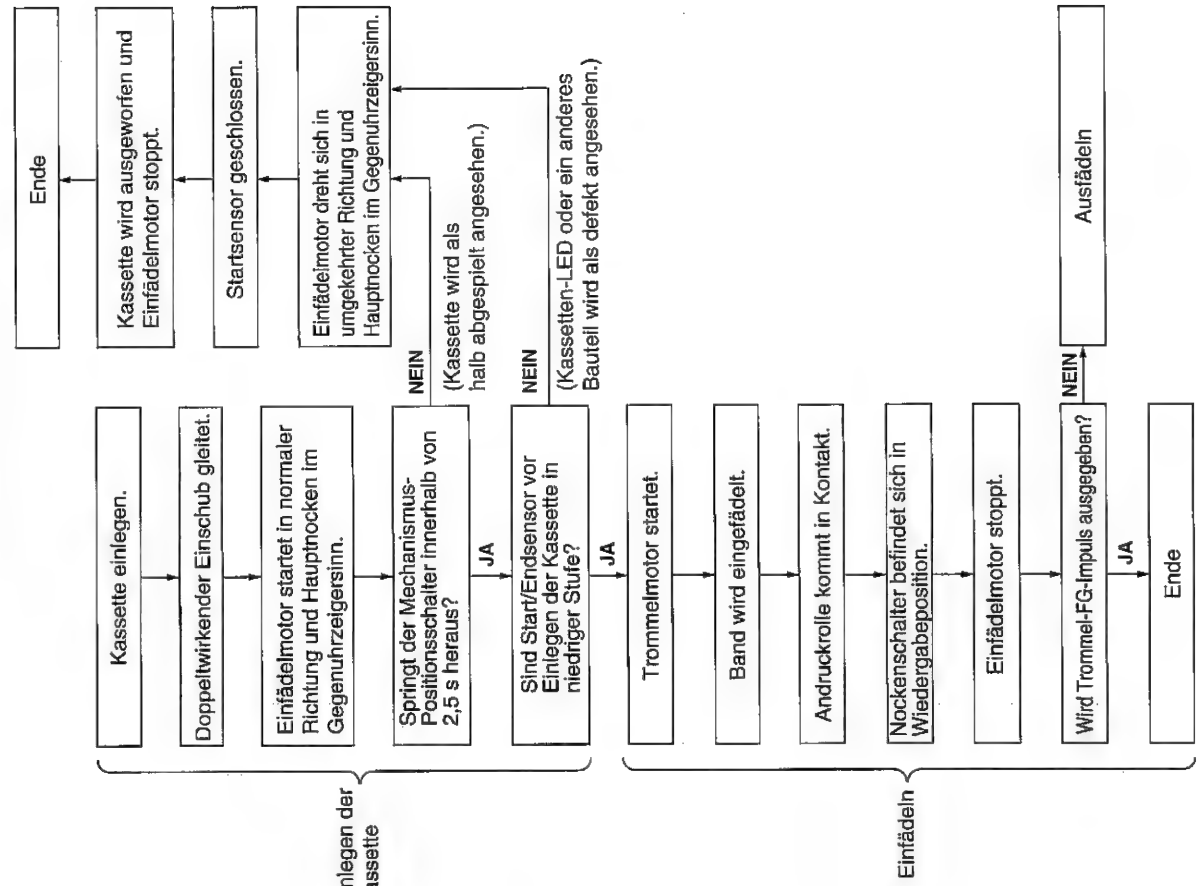 Kassette einlegen.
Doppeltwirkender Einschub gleitet.
Einfädelmotor startet in normaler
Richtung und Hauptnocken im
Gegenuhrzeigersinn.
Springt der Mechanismus-
Positionsschalter innerhalb von
2,5 s heraus?
NEIN
(Kassette wird als
halb abgespielt angesehen.)
JA
Sind Start/Endsensor vor
Einlegen der Kassette in
niedriger Stufe?
NEIN
(Kassetten-LED oder ein anderes
Bauteil wird als defekt angesehen.)
JA
Einfädelmotor dreht sich in
umgekehrter Richtung und
Hauptnocken im Gegenuhrzeigersinn.
Startsensor geschlossen.
Kassette wird ausgeworfen und
Einfädelmotor stoppt.
Ende
nlegen der
assette
Trommelmotor startet.
Band wird eingefädelt.
Andruckrolle kommt in Kontakt.
Nockenschalter befindet sich in
Wiedergabeposition.
Einfädelmotor stoppt.
Wird Trommel-FG-Impuls ausgegeben?
NEIN
Ausfädeln
JA
Ende
Einfädeln